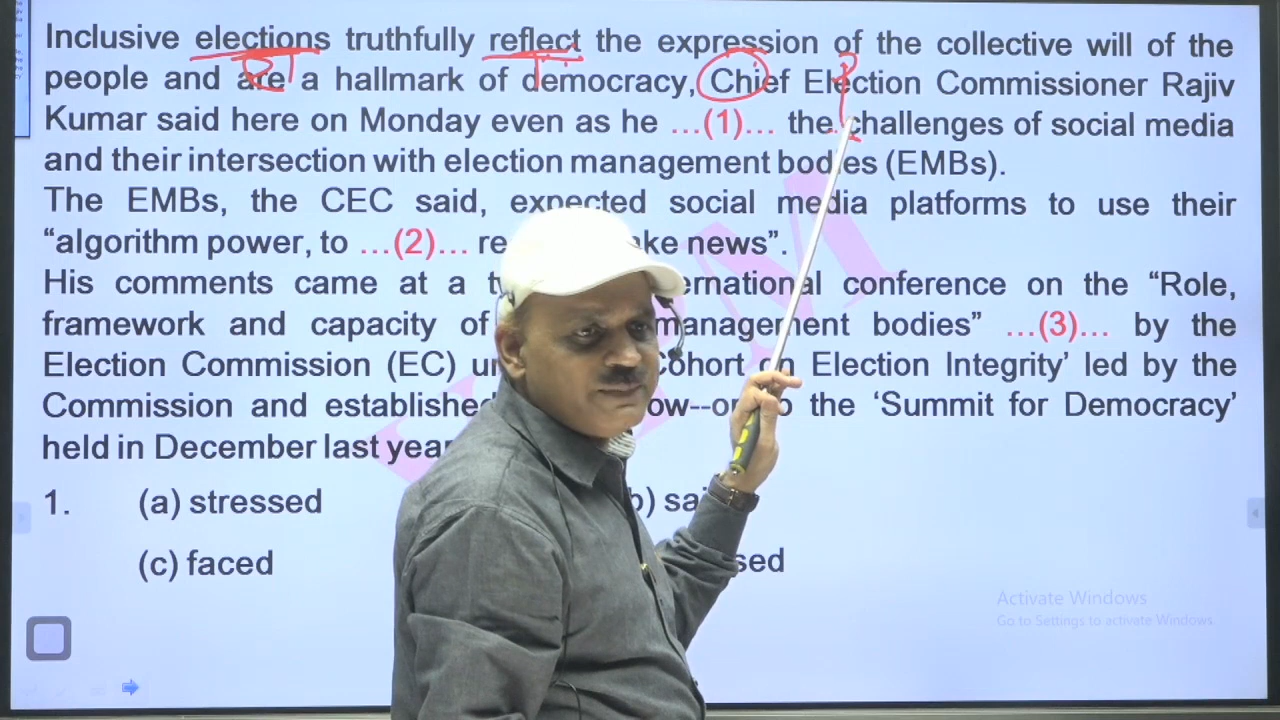 Inclusive elections truthfully reflect the expression of the collective will of the
people and are a hallmark of democracy, Chief Election Commissioner Rajiv
Kumar said here on Monday even as he ...(1)... the challenges of social media
and their intersection with election management bodies (EMBs).
The EMBs, the CEC said, expected social media platforms to use their
“algorithm power, to ...(2)... news”.
His comments came at a conference on the “Role,
framework and capacity of management bodies” ...(3)... by the
Election Commission (EC) Cohort on Election Integrity’ led by the
Commission and established the ‘Summit for Democracy’
held in December last year
1. (a) stressed
(c) faced
Activate Windows
Go to Settings to activate Windows.